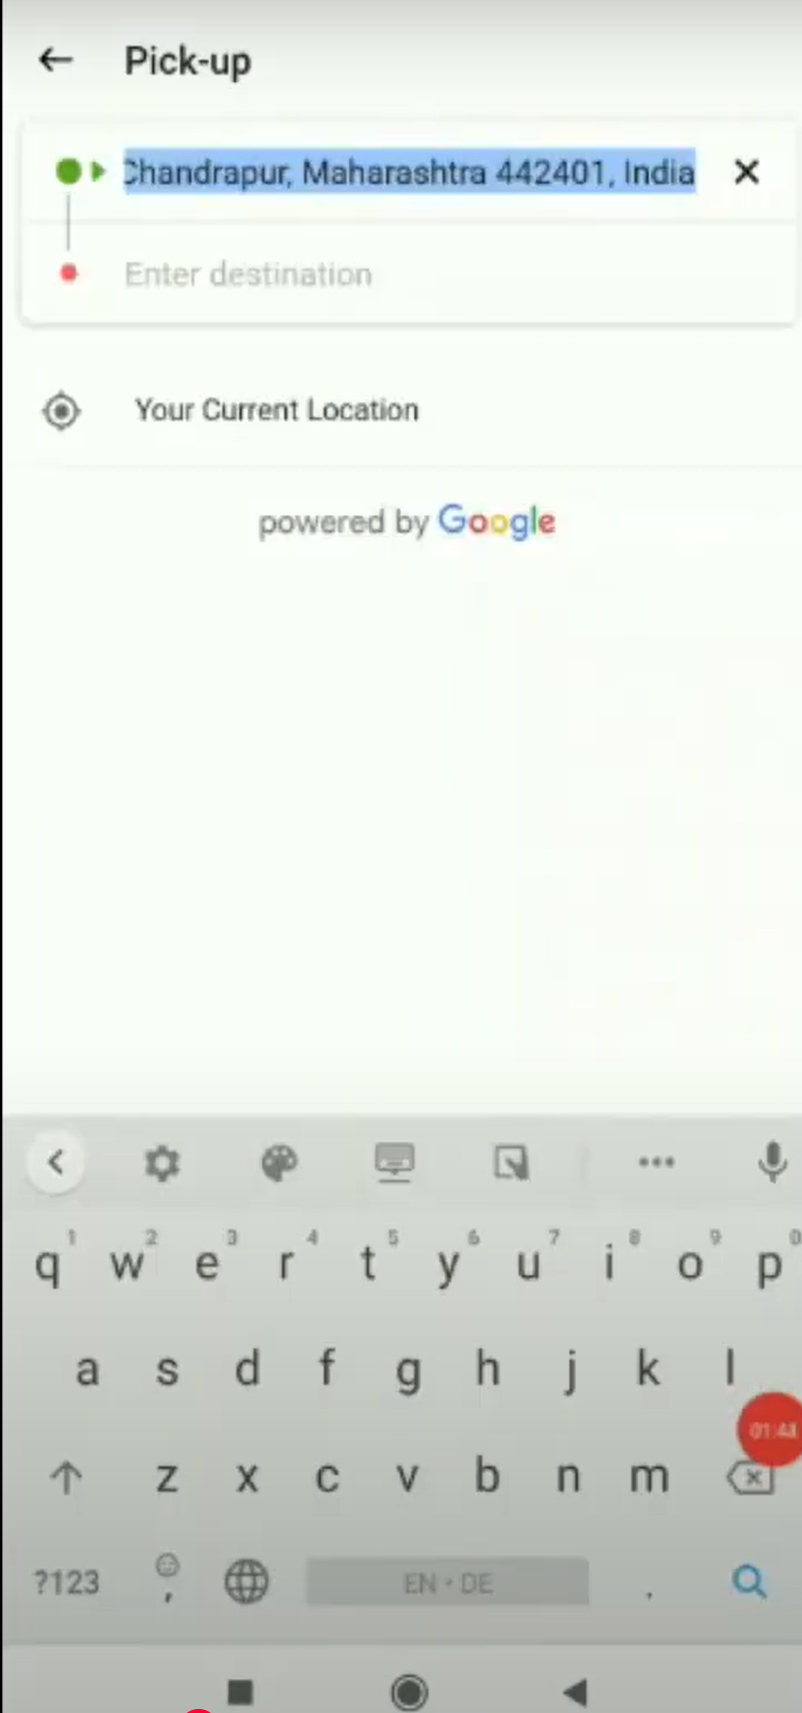 Pick-up
Chandrapur, Maharashtra 442401, India
Enter destination
Your Current Location
powered by Google
1 2 3 4 5 6 7 8 9 0
q w e r t y u i o p
a s d f g h j k l
01:43
z x c v b n m
?123 , EN • DE .